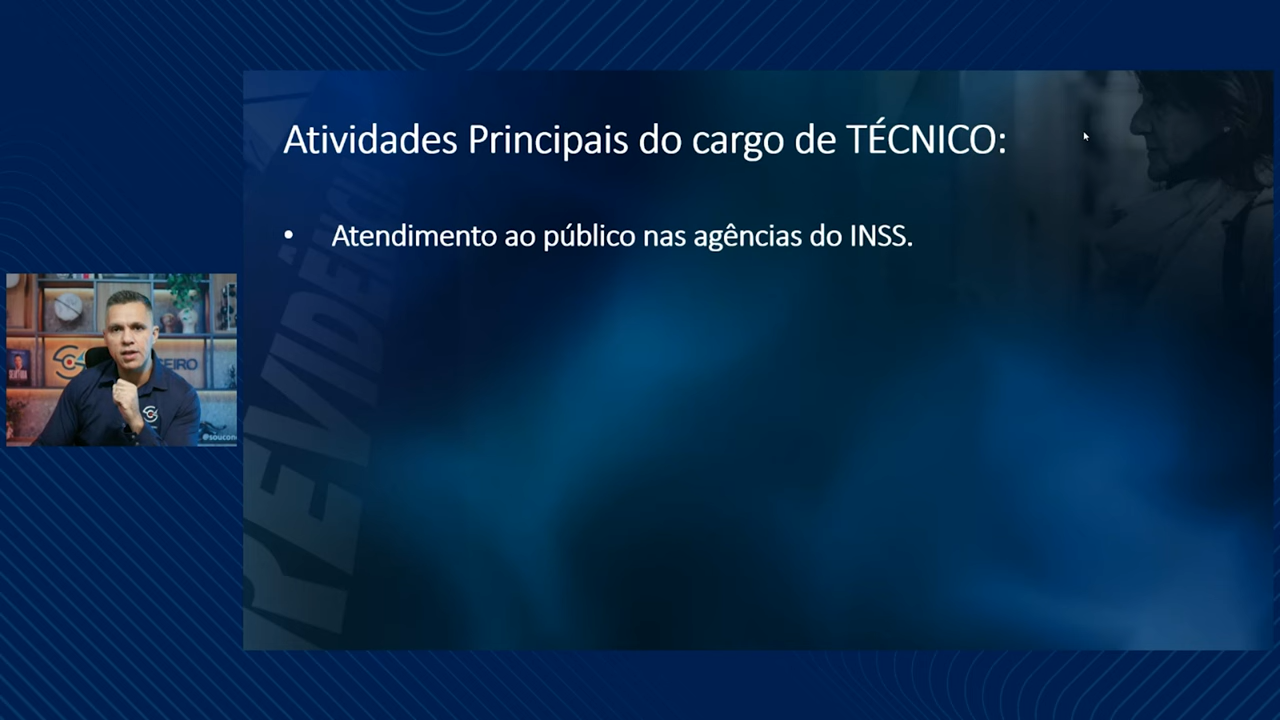 Atividades Principais do cargo de TÉCNICO:
• Atendimento ao público nas agências do INSS.